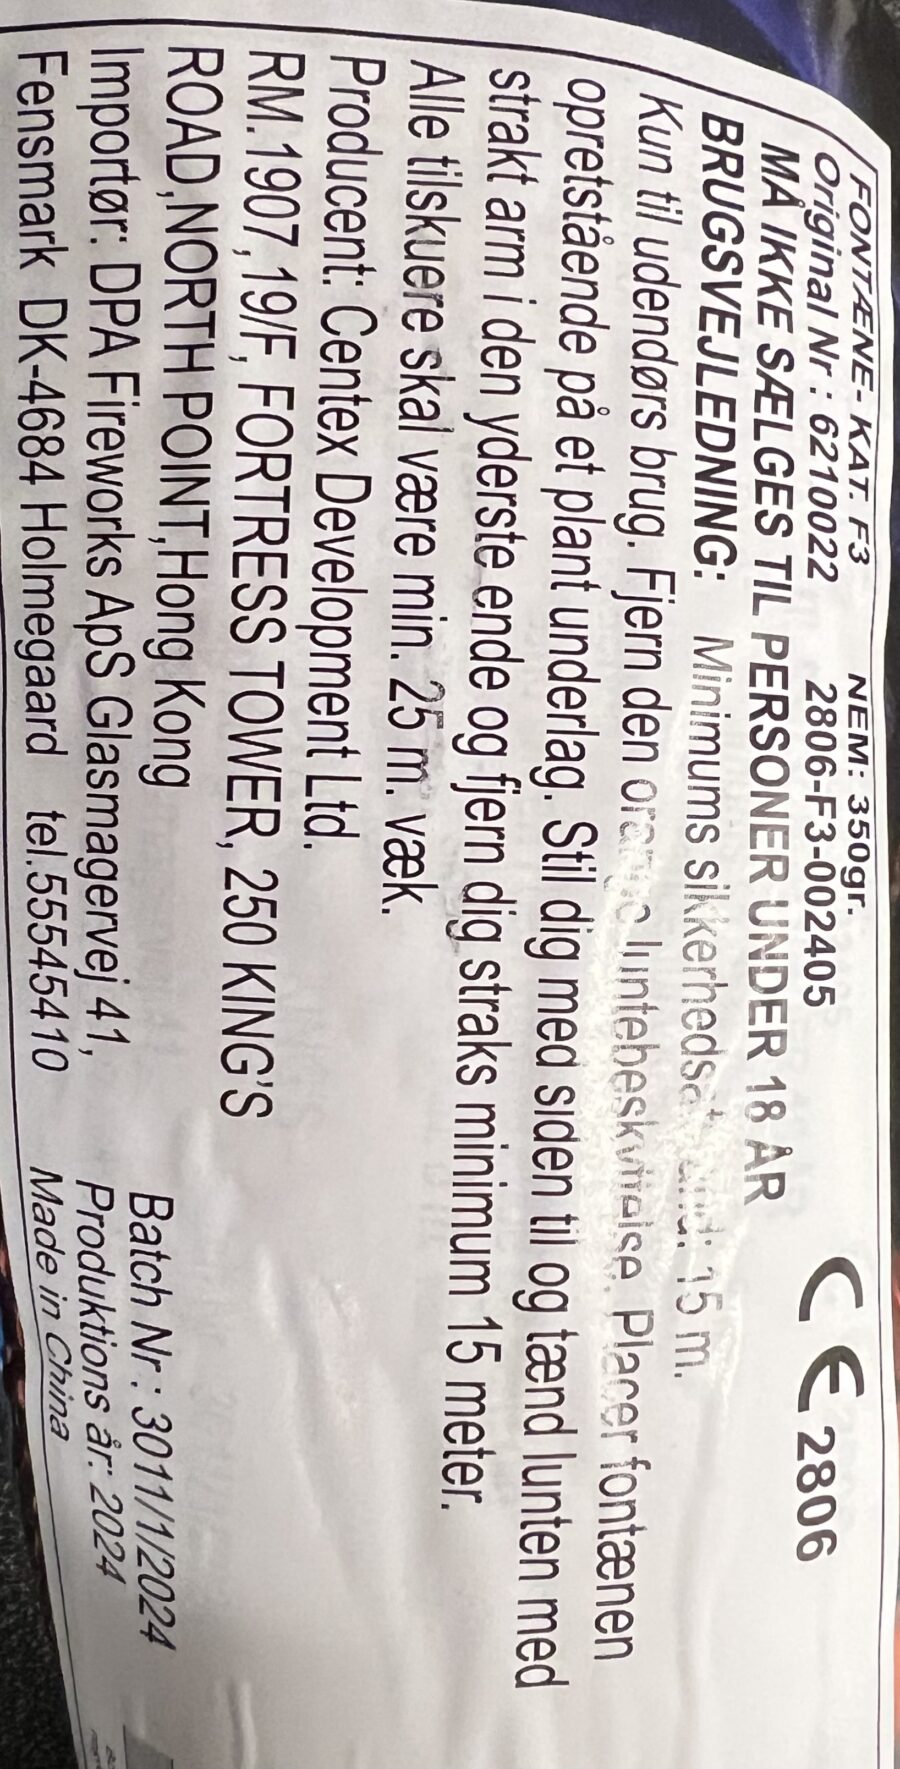 FONTÆNE- KAT. F3 NEM: 350gr.
Original Nr : 6210022 2806-F3-002405 CE 2806
MÅ IKKE SÆLGES TIL PERSONER UNDER 18 ÅR
BRUGSVEJLEDNING: Minimums sikkerhedsafstand: 15 m.
Kun til udendørs brug. Fjern den orange luntebeskyttelse. Placer fontænen
opretstående på et plant underlag. Stil dig med siden til og tænd lunten med
strakt arm i den yderste ende og fjern dig straks minimum 15 meter.
Alle tilskuere skal være min. 25 m. væk.
Producent: Centex Development Ltd.
RM.1907,19/F, FORTRESS TOWER, 250 KING'S
ROAD,NORTH POINT,Hong Kong
Importør: DPA Fireworks ApS Glasmagervej 41,
Fensmark DK-4684 Holmegaard tel.55545410
Batch Nr : 3011/1/2024
Produktions år: 2024
Made in China